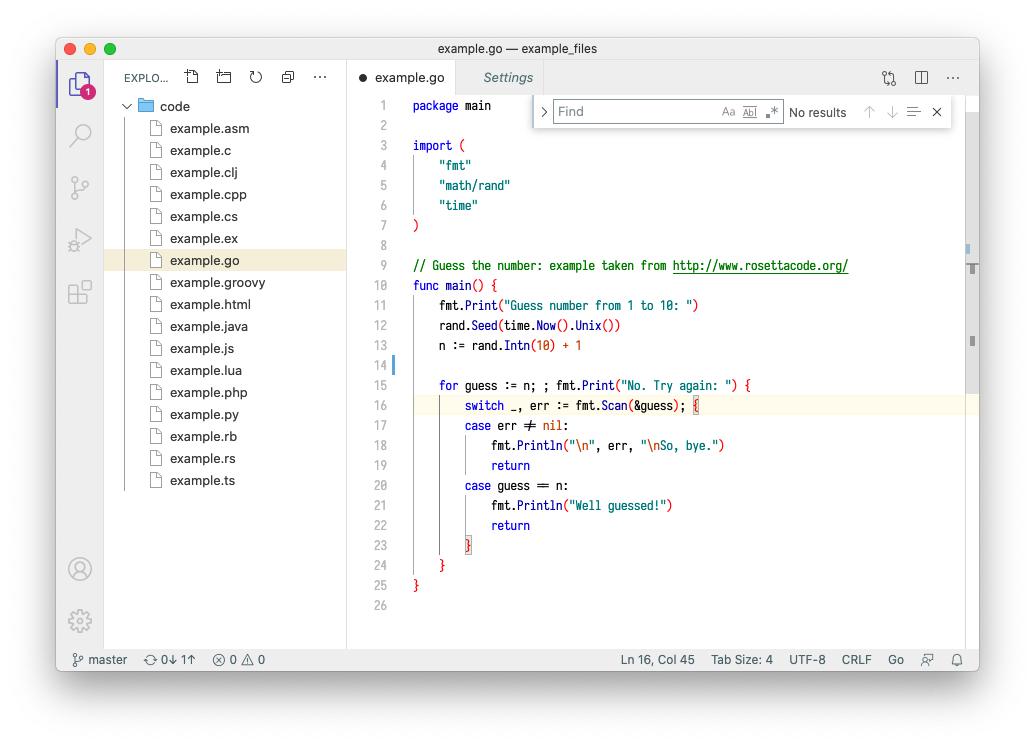 example.go — example_files
EXPLO...
example.go
Settings
1
code
example.asm
example.c
example.clj
example.cpp
example.cs
example.ex
example.go
example.groovy
example.html
example.java
example.js
example.lua
example.php
example.py
example.rb
example.rs
example.ts
Find
Aa
Abl
.*
No results
1 package main
2
3 import (
4 "fmt"
5 "math/rand"
6 "time"
7 )
8
9 // Guess the number: example taken from http://www.rosettacode.org/
10 func main() {
11 fmt.Print("Guess number from 1 to 10: ")
12 rand.Seed(time.Now().Unix())
13 n := rand.Intn(10) + 1
14
15 for guess := n; ; fmt.Print("No. Try again: ") {
16 switch _, err := fmt.Scan(&guess); {
17 case err ≠ nil:
18 fmt.Println("\n", err, "\nSo, bye.")
19 return
20 case guess == n:
21 fmt.Println("Well guessed!")
22 return
23 }
24 }
25 }
26
master 0↓ 1↑ 0 0 Ln 16, Col 45 Tab Size: 4 UTF-8 CRLF Go